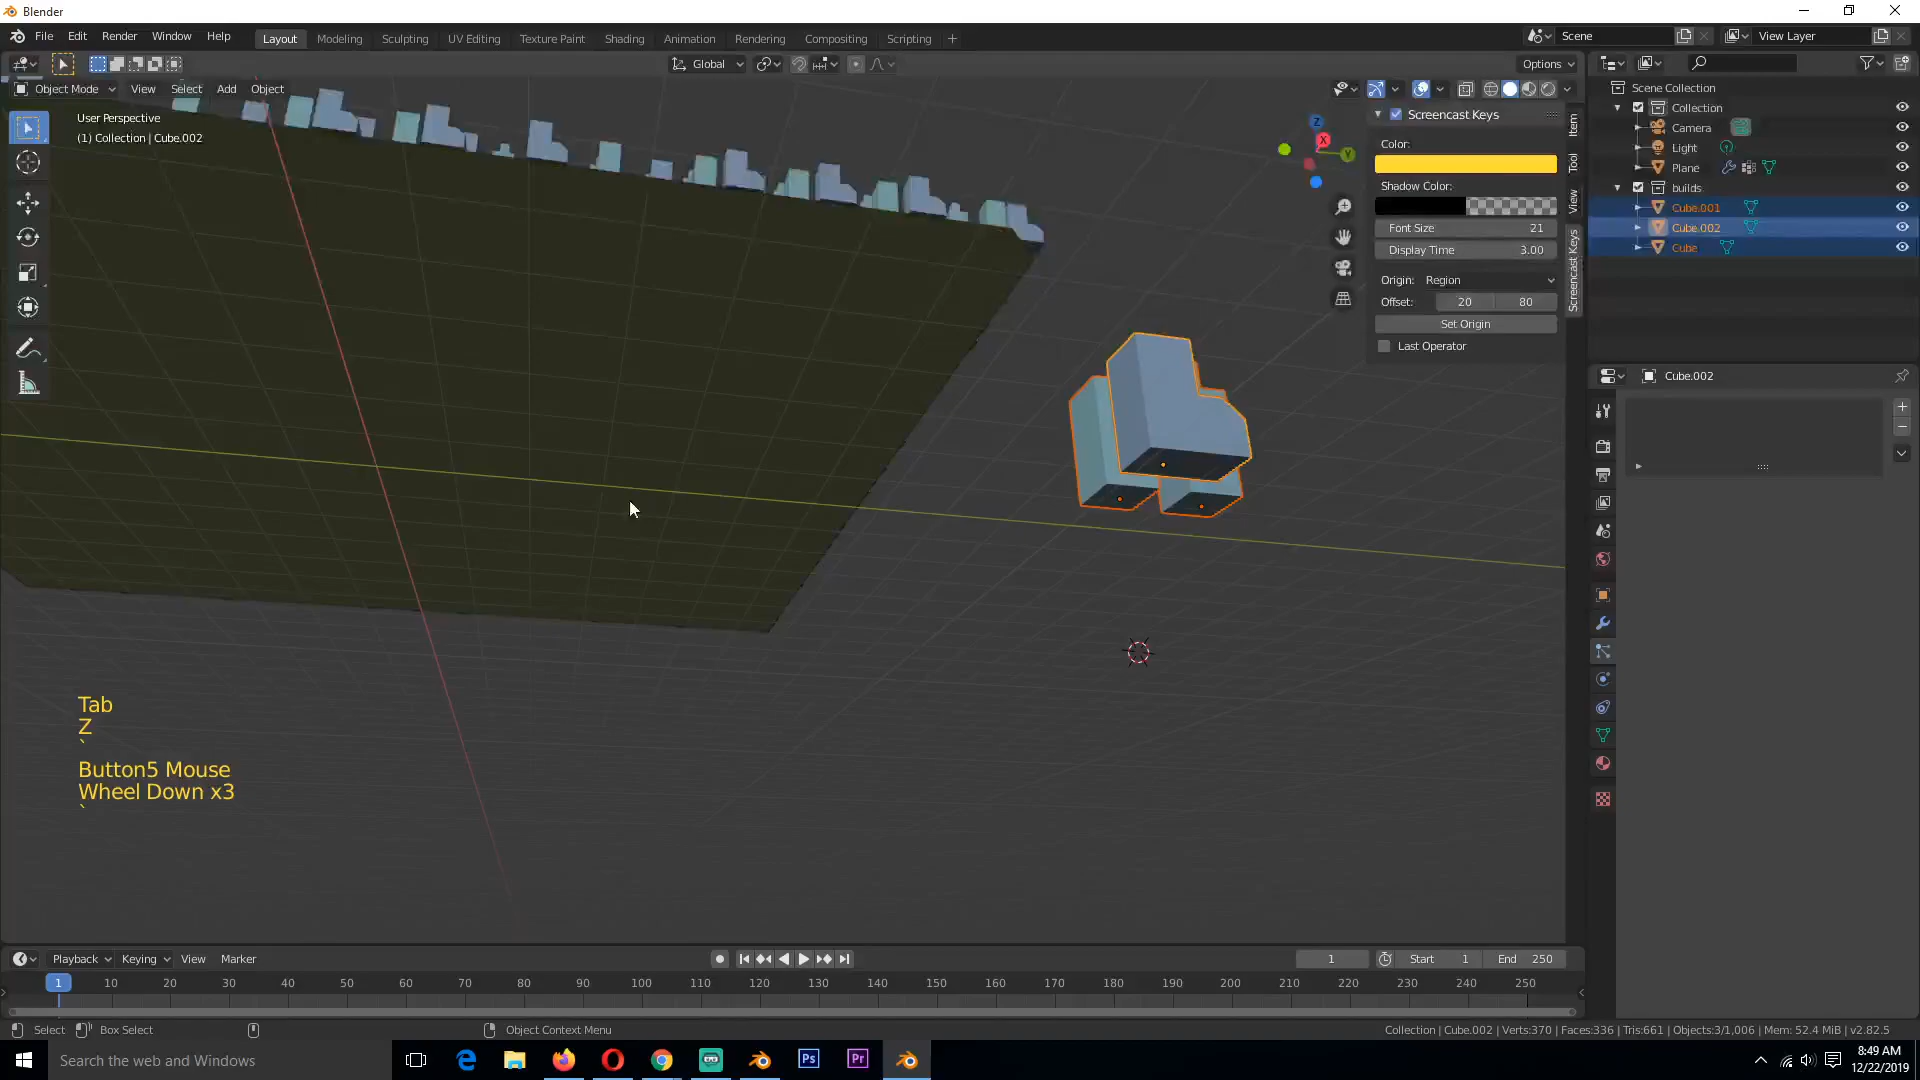 Blender
File Edit Render Window Help
Layout Modeling Sculpting UV Editing Texture Paint Shading Animation Rendering Compositing Scripting +
Scene
View Layer
Global
Options
Object Mode View Select Add Object
User Perspective
(1) Collection | Cube.002
Z
X
Y
Screencast Keys
Color:
Shadow Color:
Font Size 21
Display Time 3.00
Origin: Region
Offset: 20 80
Set Origin
Last Operator
Item
Tool
View
Screencast Keys
Scene Collection
Collection
Camera
Light
Plane
builds
Cube.001
Cube.002
Cube
Cube.002
Tab
Z
`
Button5 Mouse
Wheel Down x3
`
Playback Keying View Marker
1
Start 1
End 250
1 10 20 30 40 50 60 70 80 90 100 110 120 130 140 150 160 170 180 190 200 210 220 230 240 250
Select Box Select Object Context Menu
Collection | Cube.002 | Verts:370 | Faces:336 | Tris:661 | Objects:3/1,006 | Mem: 52.4 MiB | v2.82.5
Search the web and Windows
Ps
Pr
8:49 AM
12/22/2019